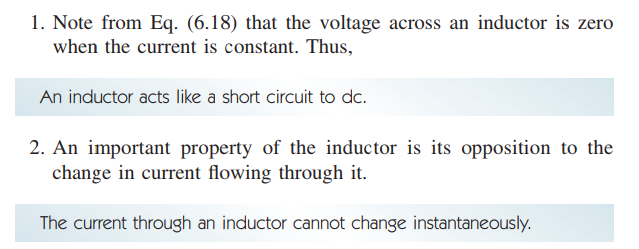 1. Note from Eq. (6.18) that the voltage across an inductor is zero
when the current is constant. Thus,
An inductor acts like a short circuit to dc.
2. An important property of the inductor is its opposition to the
change in current flowing through it.
The current through an inductor cannot change instantaneously.